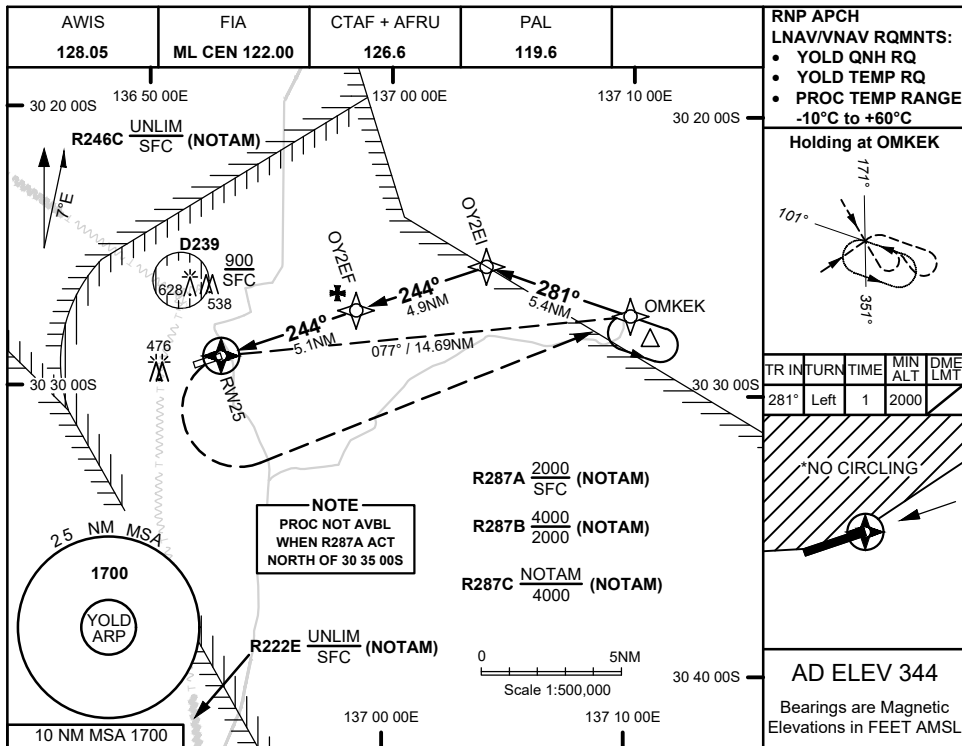 AWIS
128.05
FIA
ML CEN 122.00
CTAF + AFRU
126.6
PAL
119.6
RNP APCH
LNAV/VNAV RQMNTS:
• YOLD QNH RQ
• YOLD TEMP RQ
• PROC TEMP RANGE
-10°C to +60°C
136 50 00E
137 00 00E
137 10 00E
30 20 00S
30 20 00S
R246C UNLIM (NOTAM)
SFC
7°E
Holding at OMKEK
171°
101°
351°
D239
900
SFC
628
538
OY2EF
OY2EI
244°
5.1NM
244°
4.9NM
281°
5.4NM
OMKEK
077° / 14.69NM
476
RW25
30 30 00S
30 30 00S
TR IN TURN TIME MIN ALT DME LMT
281° Left 1 2000
*NO CIRCLING
R287A 2000 (NOTAM)
SFC
R287B 4000 (NOTAM)
2000
R287C NOTAM (NOTAM)
4000
NOTE
PROC NOT AVBL
WHEN R287A ACT
NORTH OF 30 35 00S
25 NM MSA
1700
YOLD
ARP
R222E UNLIM (NOTAM)
SFC
0 5NM
Scale 1:500,000
30 40 00S
137 00 00E
137 10 00E
10 NM MSA 1700
AD ELEV 344
Bearings are Magnetic
Elevations in FEET AMSL